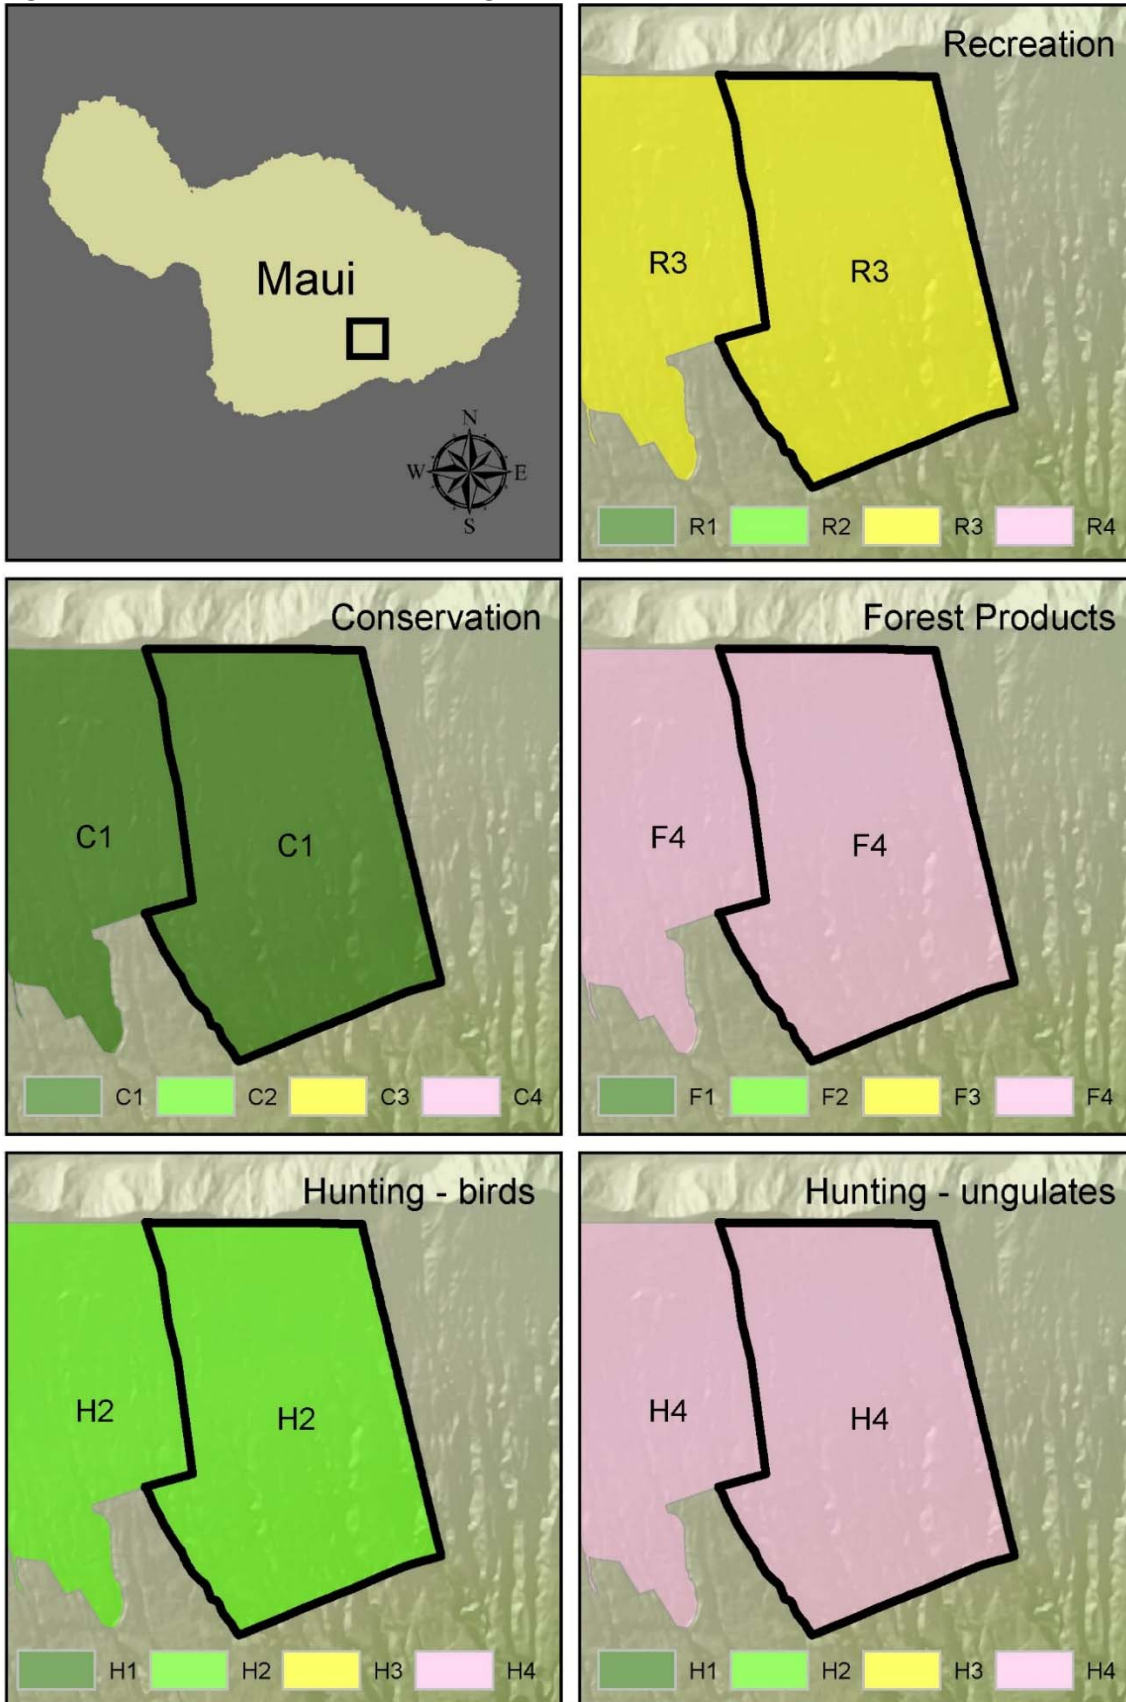 Maui
N
W E
S
Recreation
R3 R3
R1 R2 R3 R4
Conservation
C1 C1
C1 C2 C3 C4
Forest Products
F4 F4
F1 F2 F3 F4
Hunting - birds
H2 H2
H1 H2 H3 H4
Hunting - ungulates
H4 H4
H1 H2 H3 H4